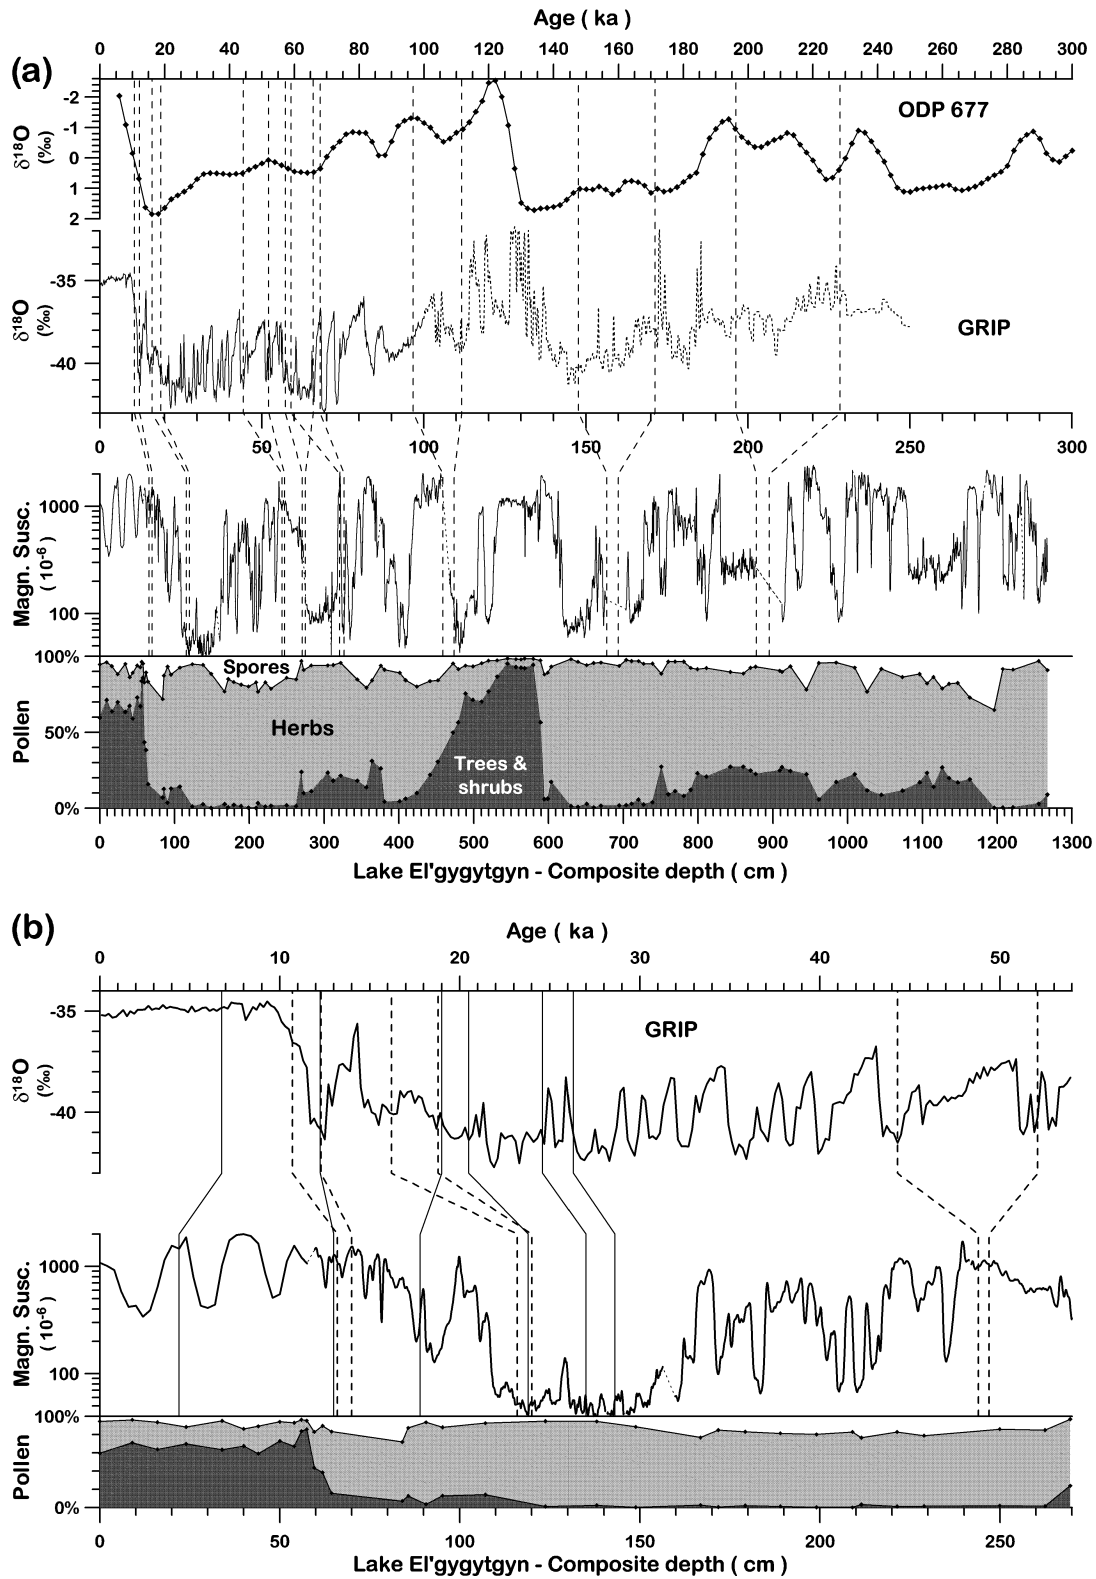 Age ( ka )
0 20 40 60 80 100 120 140 160 180 200 220 240 260 280 300
(a)
-2
-1
0
1
2
δ18O
(‰)
ODP 677
-35
-40
δ18O
(‰)
GRIP
0 50 100 150 200 250 300
1000
100
Magn. Susc.
( 10-6 )
100%
50%
0%
Pollen
Spores
Herbs
Trees &
shrubs
0 100 200 300 400 500 600 700 800 900 1000 1100 1200 1300
Lake El'gygytgyn - Composite depth ( cm )
(b)
Age ( ka )
0 10 20 30 40 50
-35
-40
δ18O
(‰)
GRIP
1000
100
Magn. Susc.
( 10-6 )
100%
0%
Pollen
0 50 100 150 200 250
Lake El'gygytgyn - Composite depth ( cm )